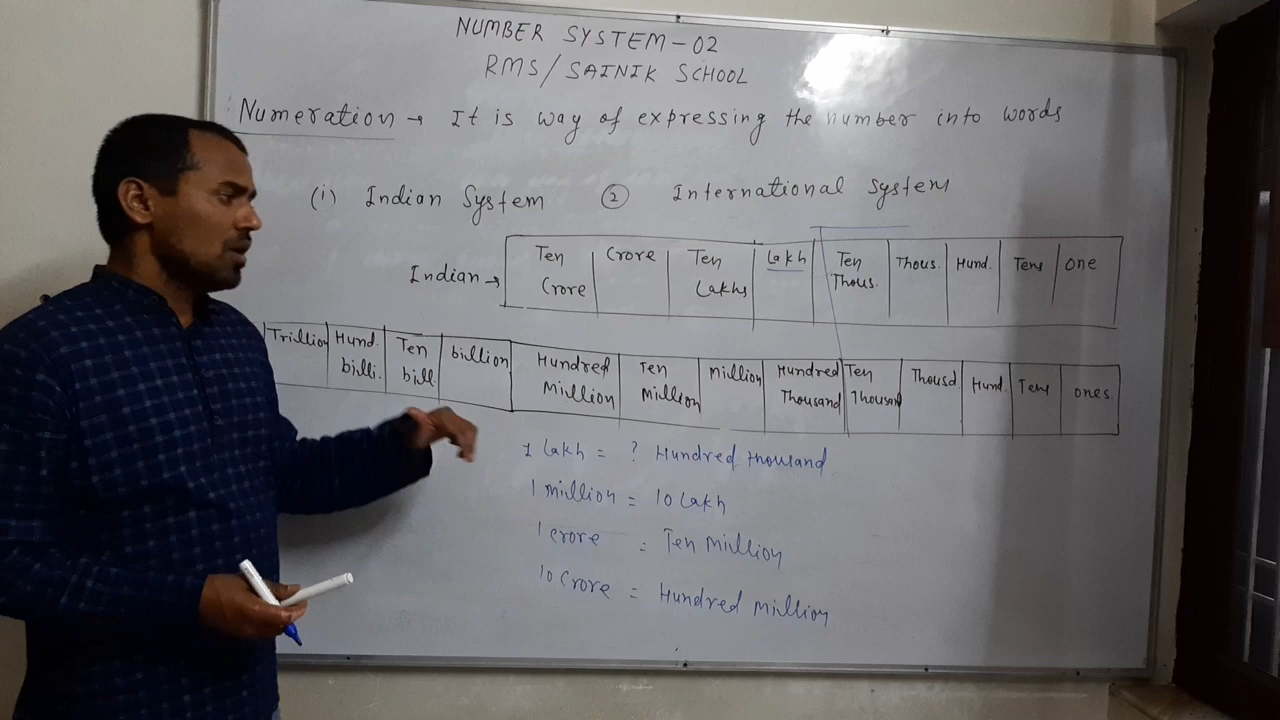 NUMBER SYSTEM-02
RMS/SAINIK SCHOOL
Numeration → It is way of expressing the number into words
(i) Indian System ② International system
Indian → Ten Crore Crore Ten Lakhs Lakh Ten Thous. Thous. Hund. Tens One
Trillion Hund. billi. Ten bill. billion Hundred Million Ten Million Million Hundred Thousand Ten Thousan Thousd Hund. Tens ones.
1 Lakh = ? Hundred thousand
1 Million = 10 Lakh
1 crore = Ten Million
10 Crore = Hundred Million